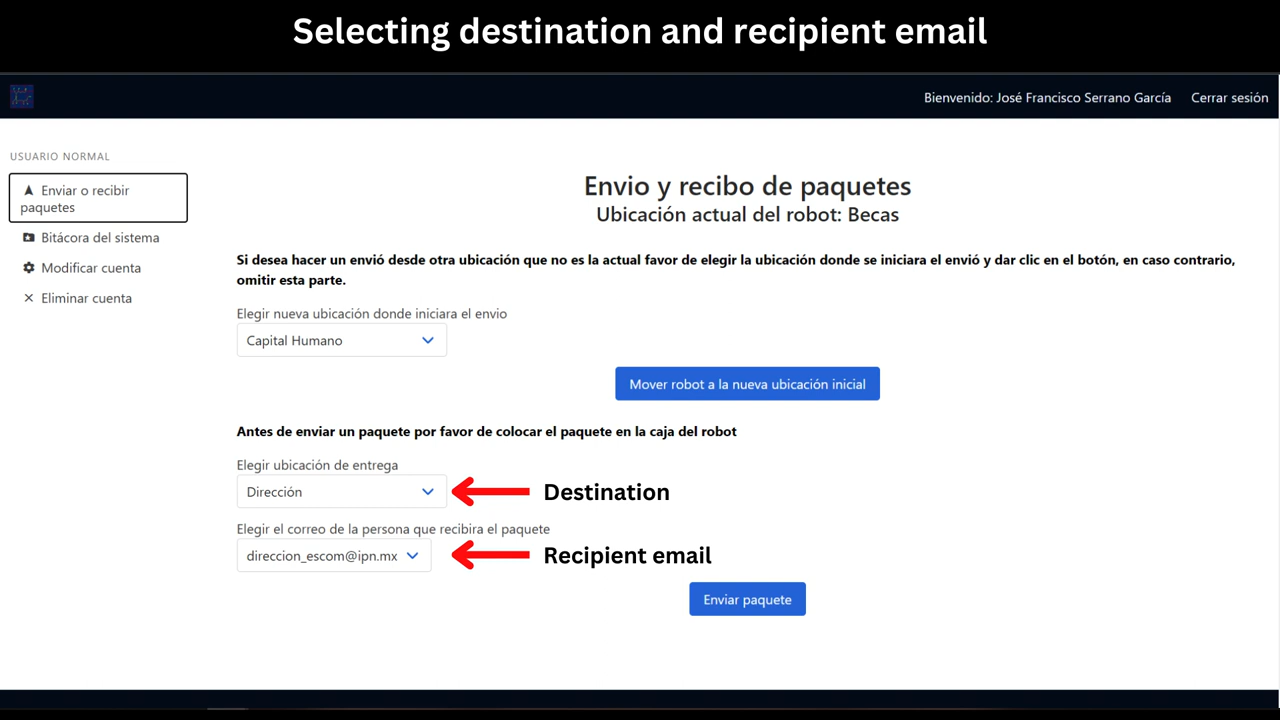 Selecting destination and recipient email
Bienvenido: José Francisco Serrano García
Cerrar sesión
USUARIO NORMAL
Enviar o recibir
paquetes
Bitácora del sistema
Modificar cuenta
Eliminar cuenta
Envio y recibo de paquetes
Ubicación actual del robot: Becas
Si desea hacer un envió desde otra ubicación que no es la actual favor de elegir la ubicación donde se iniciara el envió y dar clic en el botón, en caso contrario,
omitir esta parte.
Elegir nueva ubicación donde iniciara el envio
Capital Humano
Mover robot a la nueva ubicación inicial
Antes de enviar un paquete por favor de colocar el paquete en la caja del robot
Elegir ubicación de entrega
Dirección
Destination
Elegir el correo de la persona que recibira el paquete
direccion_escom@ipn.mx
Recipient email
Enviar paquete